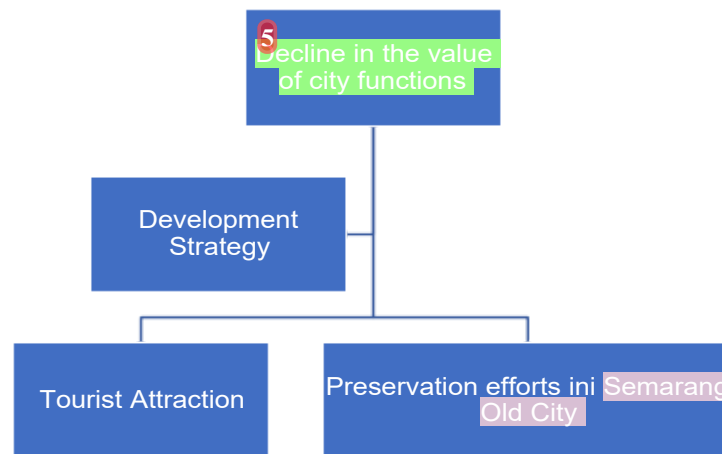 5
Decline in the value
of city functions
Development
Strategy
Tourist Attraction
Preservation efforts ini Semarang
Old City